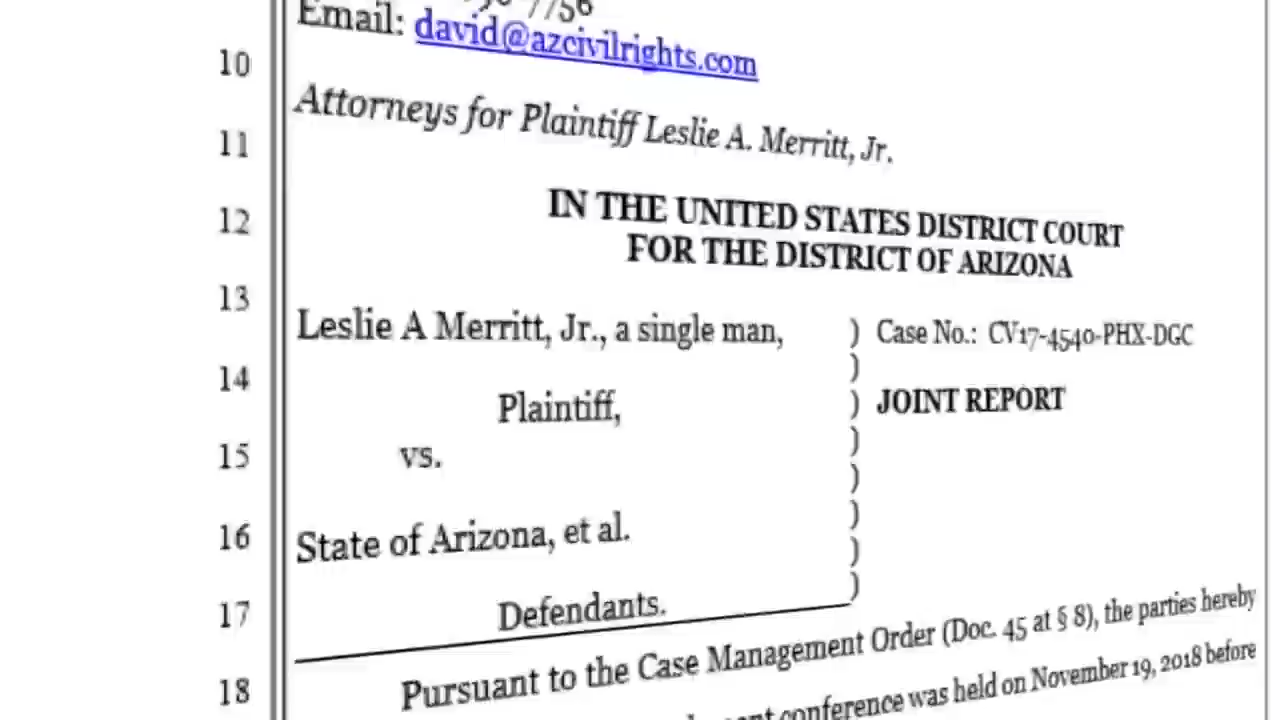 7756
Email: david@azcivilrights.com
10
Attorneys for Plaintiff Leslie A. Merritt, Jr.
11
12
IN THE UNITED STATES DISTRICT COURT
FOR THE DISTRICT OF ARIZONA
13
Leslie A Merritt, Jr., a single man, ) Case No.: CV17-4540-PHX-DGC
14 )
Plaintiff, ) JOINT REPORT
)
15 vs.
)
State of Arizona, et al. )
16 )
)
17 Defendants.
Pursuant to the Case Management Order (Doc. 45 at § 8), the parties hereby
18
conference was held on November 19, 2018 before